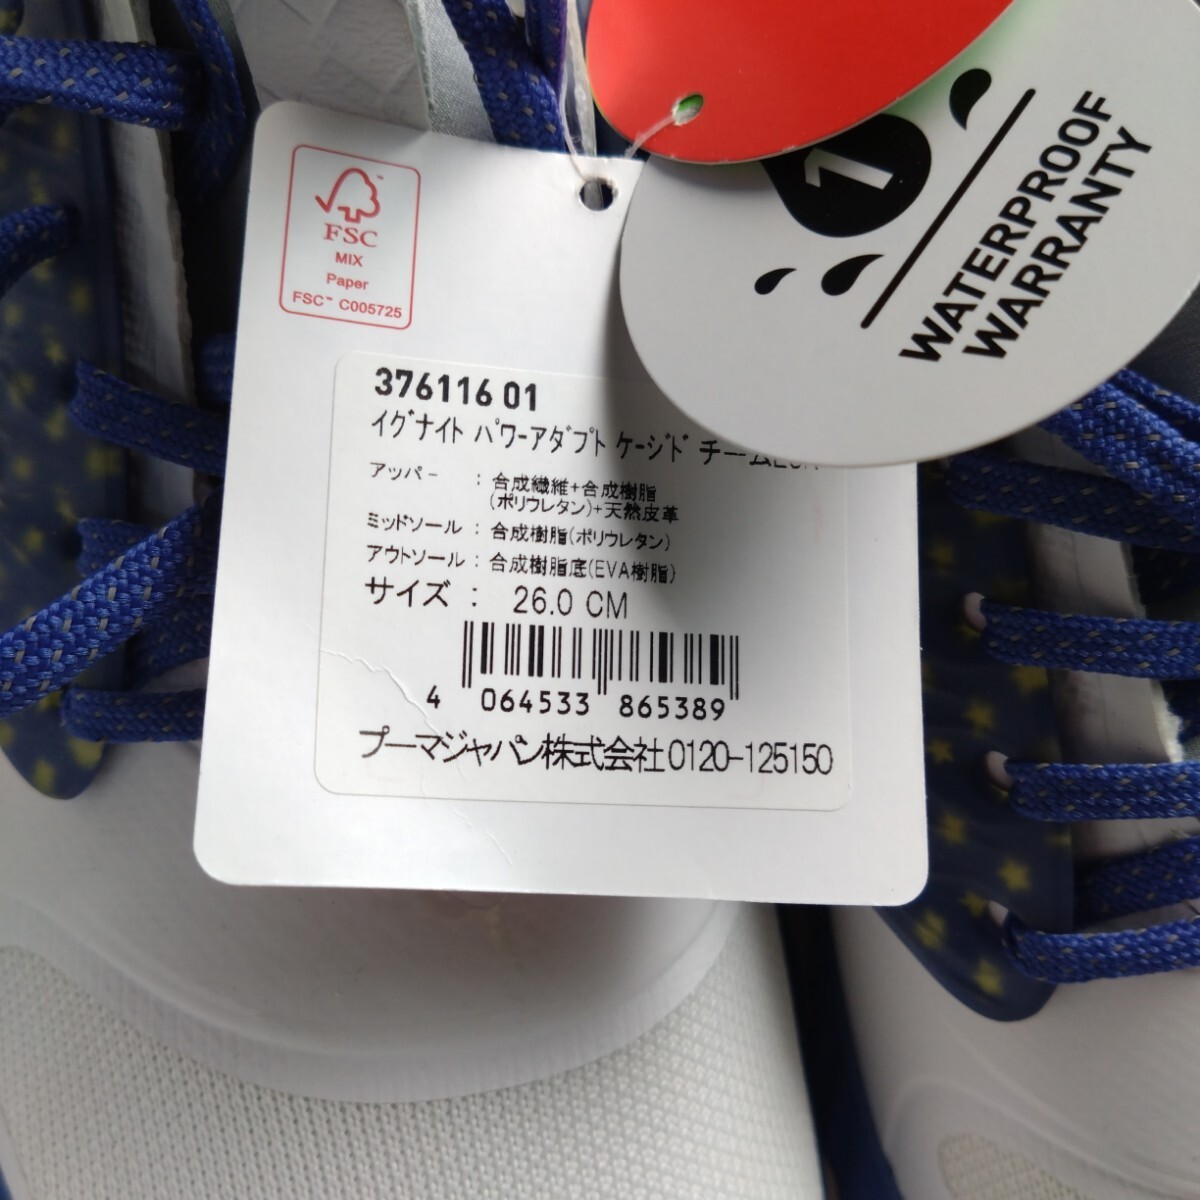 FSC
MIX
Paper
FSC™ C005725
1
WATERPROOF
WARRANTY
376116 01
ｲｸﾞﾅｲﾄ ﾊﾟﾜｰｱﾀﾞﾌﾟﾄ ｹｰｼﾞﾄﾞ ﾁｰﾑ
アッパー : 合成繊維+合成樹脂
(ポリウレタン)+天然皮革
ミッドソール : 合成樹脂(ポリウレタン)
アウトソール : 合成樹脂底(EVA樹脂)
サイズ : 26.0 CM
4 064533 865389
プーマジャパン株式会社0120-125150